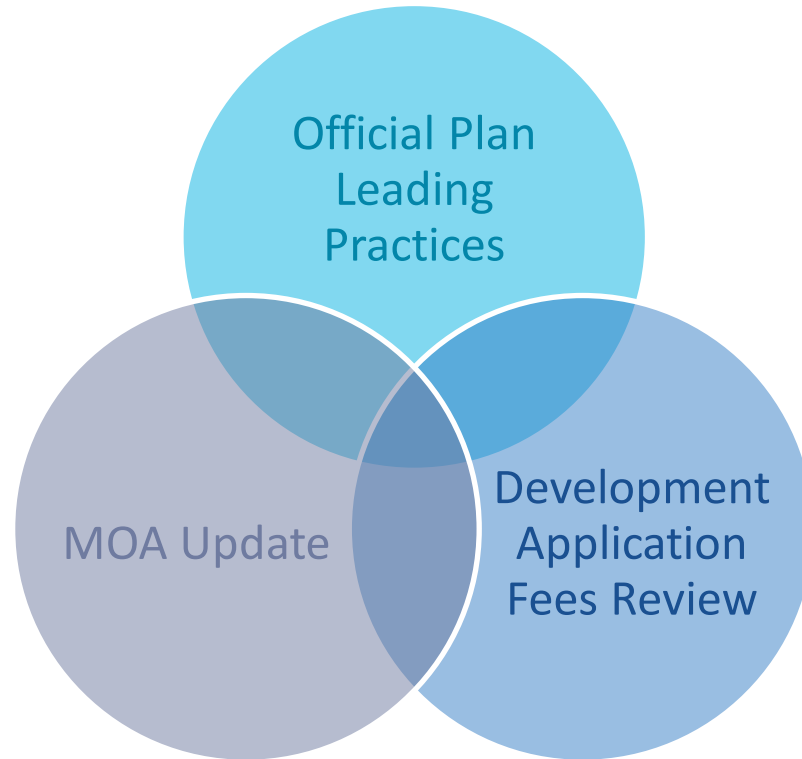 Official Plan
Leading
Practices
MOA Update
Development
Application
Fees Review